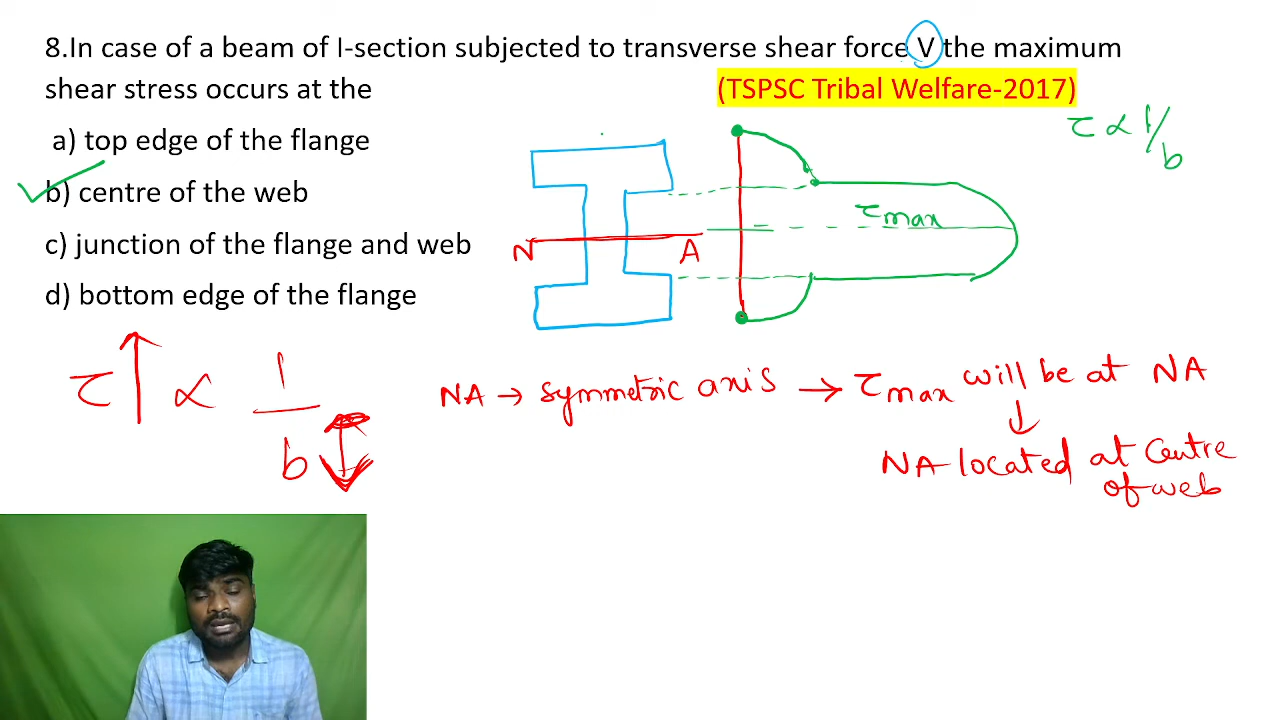 8.In case of a beam of I-section subjected to transverse shear force V the maximum
shear stress occurs at the
(TSPSC Tribal Welfare-2017)
a) top edge of the flange
b) centre of the web
c) junction of the flange and web
d) bottom edge of the flange
τ ∝ 1/b
τmax
N A
τ ↑ ∝ 1/b ↓
NA → symmetric axis → τmax will be at NA
↓
NA located at Centre
of web